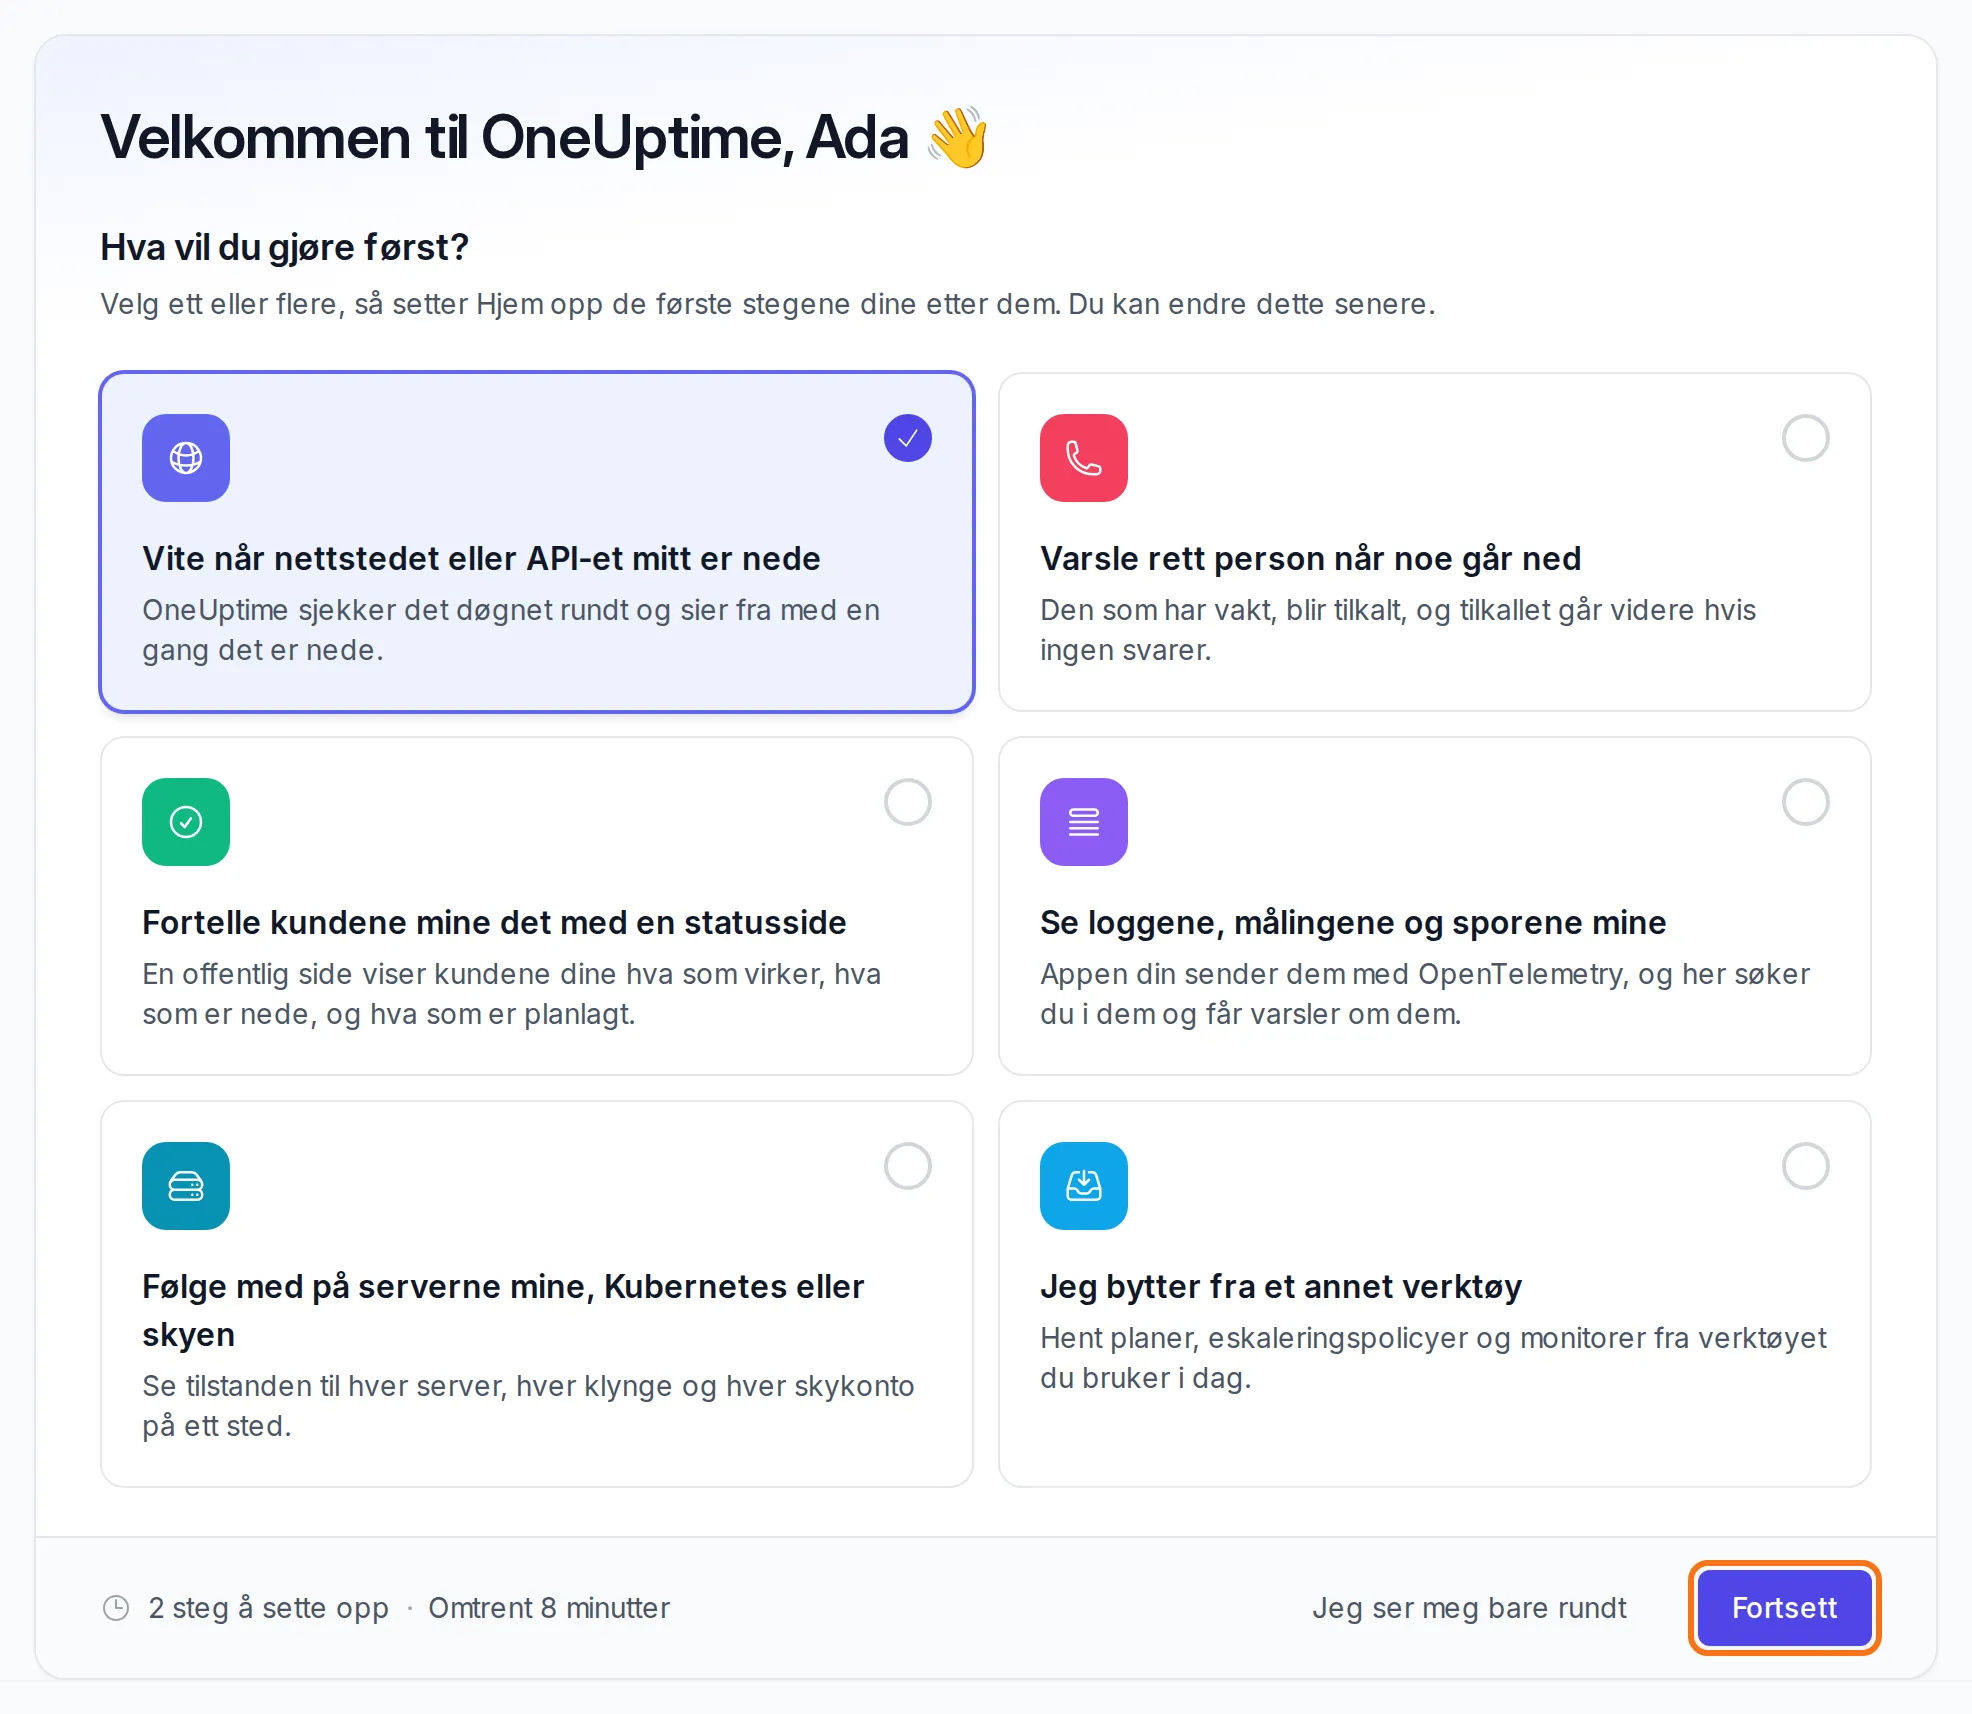 Velkommen til OneUptime, Ada 👋
Hva vil du gjøre først?
Velg ett eller flere, så setter Hjem opp de første stegene dine etter dem. Du kan endre dette senere.
Vite når nettstedet eller API-et mitt er nede
OneUptime sjekker det døgnet rundt og sier fra med en
gang det er nede.
Varsle rett person når noe går ned
Den som har vakt, blir tilkalt, og tilkallet går videre hvis
ingen svarer.
Fortelle kundene mine det med en statusside
En offentlig side viser kundene dine hva som virker, hva
som er nede, og hva som er planlagt.
Se loggene, målingene og sporene mine
Appen din sender dem med OpenTelemetry, og her søker
du i dem og får varsler om dem.
Følge med på serverne mine, Kubernetes eller
skyen
Se tilstanden til hver server, hver klynge og hver skykonto
på ett sted.
Jeg bytter fra et annet verktøy
Hent planer, eskaleringspolicyer og monitorer fra verktøyet
du bruker i dag.
2 steg å sette opp · Omtrent 8 minutter
Jeg ser meg bare rundt
Fortsett